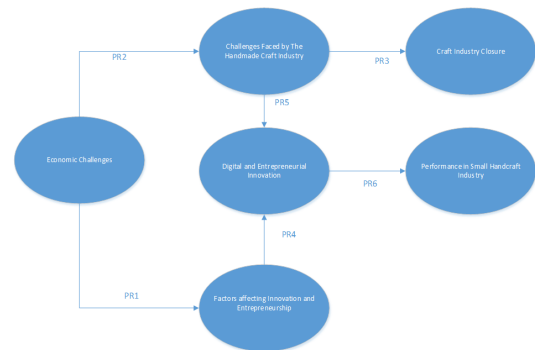 Challenges Faced by The
Handmade Craft Industry
Craft Industry Closure
PR2
PR3
PR5
Economic Challenges
Digital and Entrepreneurial
Innovation
Performance in Small Handcraft
Industry
PR6
PR4
PR1
Factors affecting Innovation and
Entrepreneurship